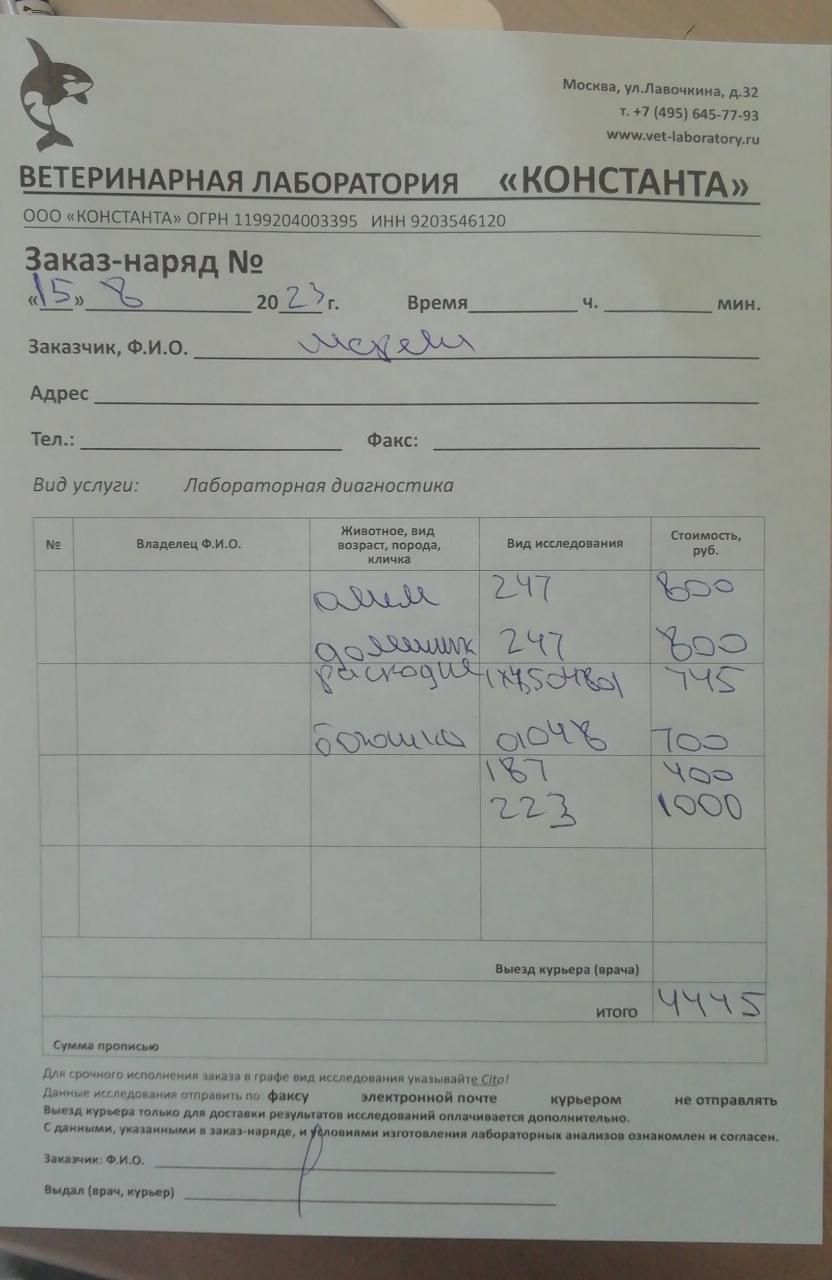 Москва, ул.Лавочкина, д.32
т. +7 (495) 645-77-93
www.vet-laboratory.ru
ВЕТЕРИНАРНАЯ ЛАБОРАТОРИЯ «КОНСТАНТА»
ООО «КОНСТАНТА» ОГРН 1199204003395 ИНН 9203546120
Заказ-наряд №
«15» 8 2023 г. Время ч. мин.
Заказчик, Ф.И.О.
Адрес
Тел.: Факс:
Вид услуги: Лабораторная диагностика
№ Владелец Ф.И.О. Животное, вид возраст, порода, кличка Вид исследования Стоимость, руб.
247 800
доминик 247 800
745
01048 700
187 400
223 1000
Выезд курьера (врача)
итого 4445
Сумма прописью
Для срочного исполнения заказа в графе вид исследования указывайте Cito!
Данные исследования отправить по: факсу электронной почте курьером не отправлять
Выезд курьера только для доставки результатов исследований оплачивается дополнительно.
С данными, указанными в заказ-наряде, и условиями изготовления лабораторных анализов ознакомлен и согласен.
Заказчик: Ф.И.О.
Выдал (врач, курьер)